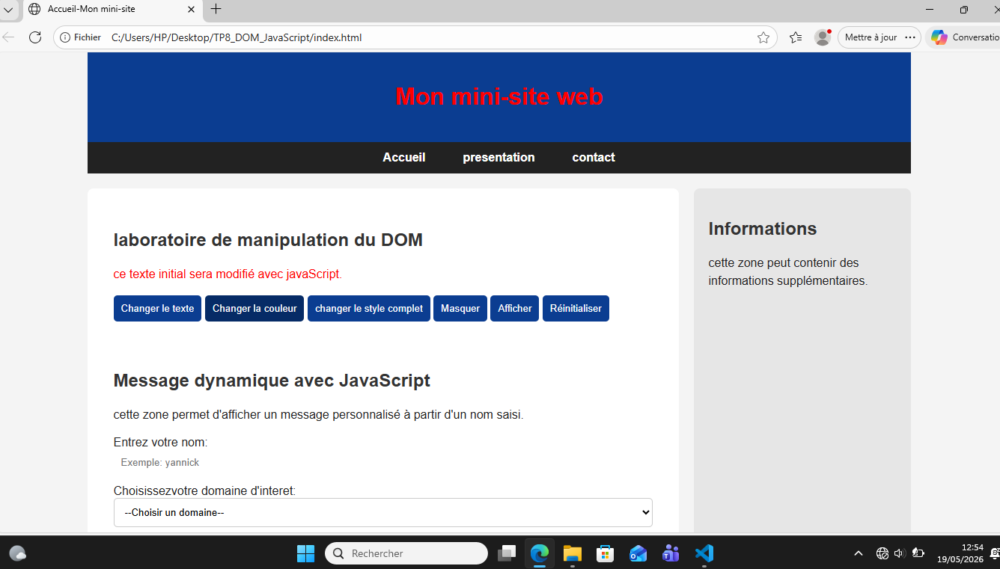 Accueil-Mon mini-site
Fichier C:/Users/HP/Desktop/TP8_DOM_JavaScript/index.html
Mettre à jour
Conversatio
Mon mini-site web
Accueil presentation contact
laboratoire de manipulation du DOM
ce texte initial sera modifié avec javaScript.
Changer le texte Changer la couleur changer le style complet Masquer Afficher Réinitialiser
Message dynamique avec JavaScript
cette zone permet d'afficher un message personnalisé à partir d'un nom saisi.
Entrez votre nom:
Exemple: yannick
Choisissezvotre domaine d'interet:
--Choisir un domaine--
Informations
cette zone peut contenir des
informations supplémentaires.
Rechercher
12:54
19/05/2026